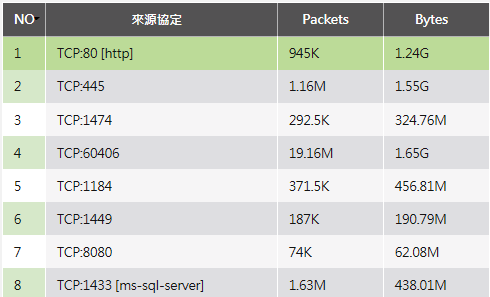 NO 來源協定 Packets Bytes
1 TCP:80 [http] 945K 1.24G
2 TCP:445 1.16M 1.55G
3 TCP:1474 292.5K 324.76M
4 TCP:60406 19.16M 1.65G
5 TCP:1184 371.5K 456.81M
6 TCP:1449 187K 190.79M
7 TCP:8080 74K 62.08M
8 TCP:1433 [ms-sql-server] 1.63M 438.01M